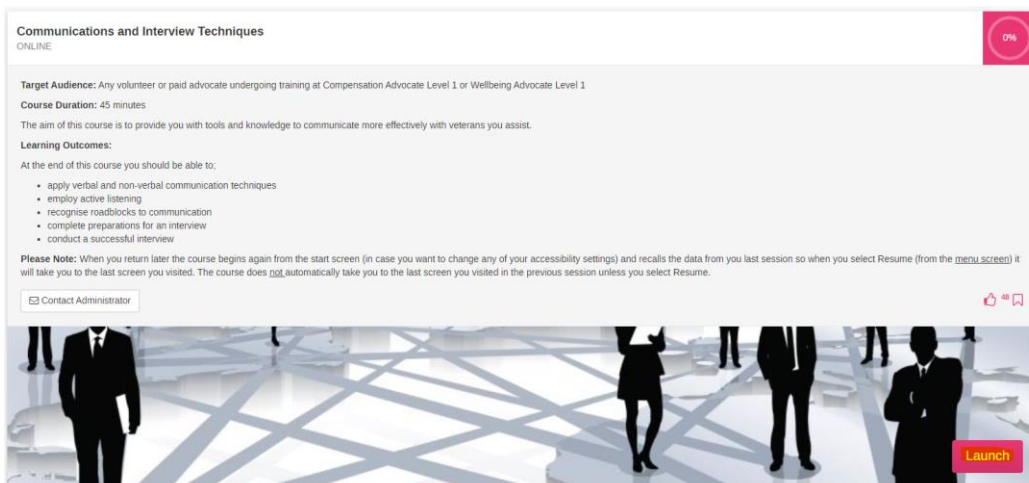 Communications and Interview Techniques
ONLINE
0%
Target Audience: Any volunteer or paid advocate undergoing training at Compensation Advocate Level 1 or Wellbeing Advocate Level 1
Course Duration: 45 minutes
The aim of this course is to provide you with tools and knowledge to communicate more effectively with veterans you assist.
Learning Outcomes:
At the end of this course you should be able to;
• apply verbal and non-verbal communication techniques
• employ active listening
• recognise roadblocks to communication
• complete preparations for an interview
• conduct a successful interview
Please Note: When you return later the course begins again from the start screen (in case you want to change any of your accessibility settings) and recalls the data from you last session so when you select Resume (from the menu screen) it
will take you to the last screen you visited. The course does not automatically take you to the last screen you visited in the previous session unless you select Resume.
Contact Administrator
48
Launch